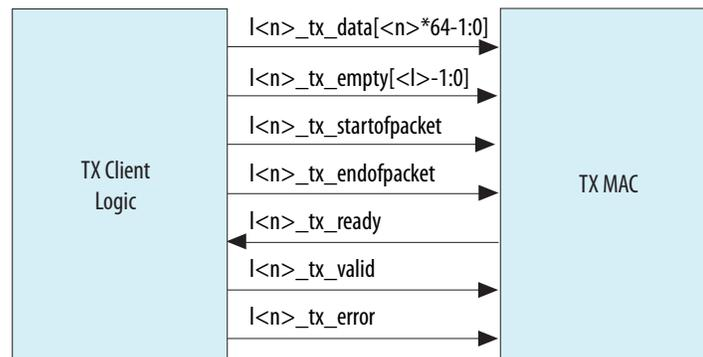 l<n>_tx_data[<n>*64-1:0]
l<n>_tx_empty[<l>-1:0]
l<n>_tx_startofpacket
l<n>_tx_endofpacket
l<n>_tx_ready
l<n>_tx_valid
l<n>_tx_error
TX Client
Logic
TX MAC